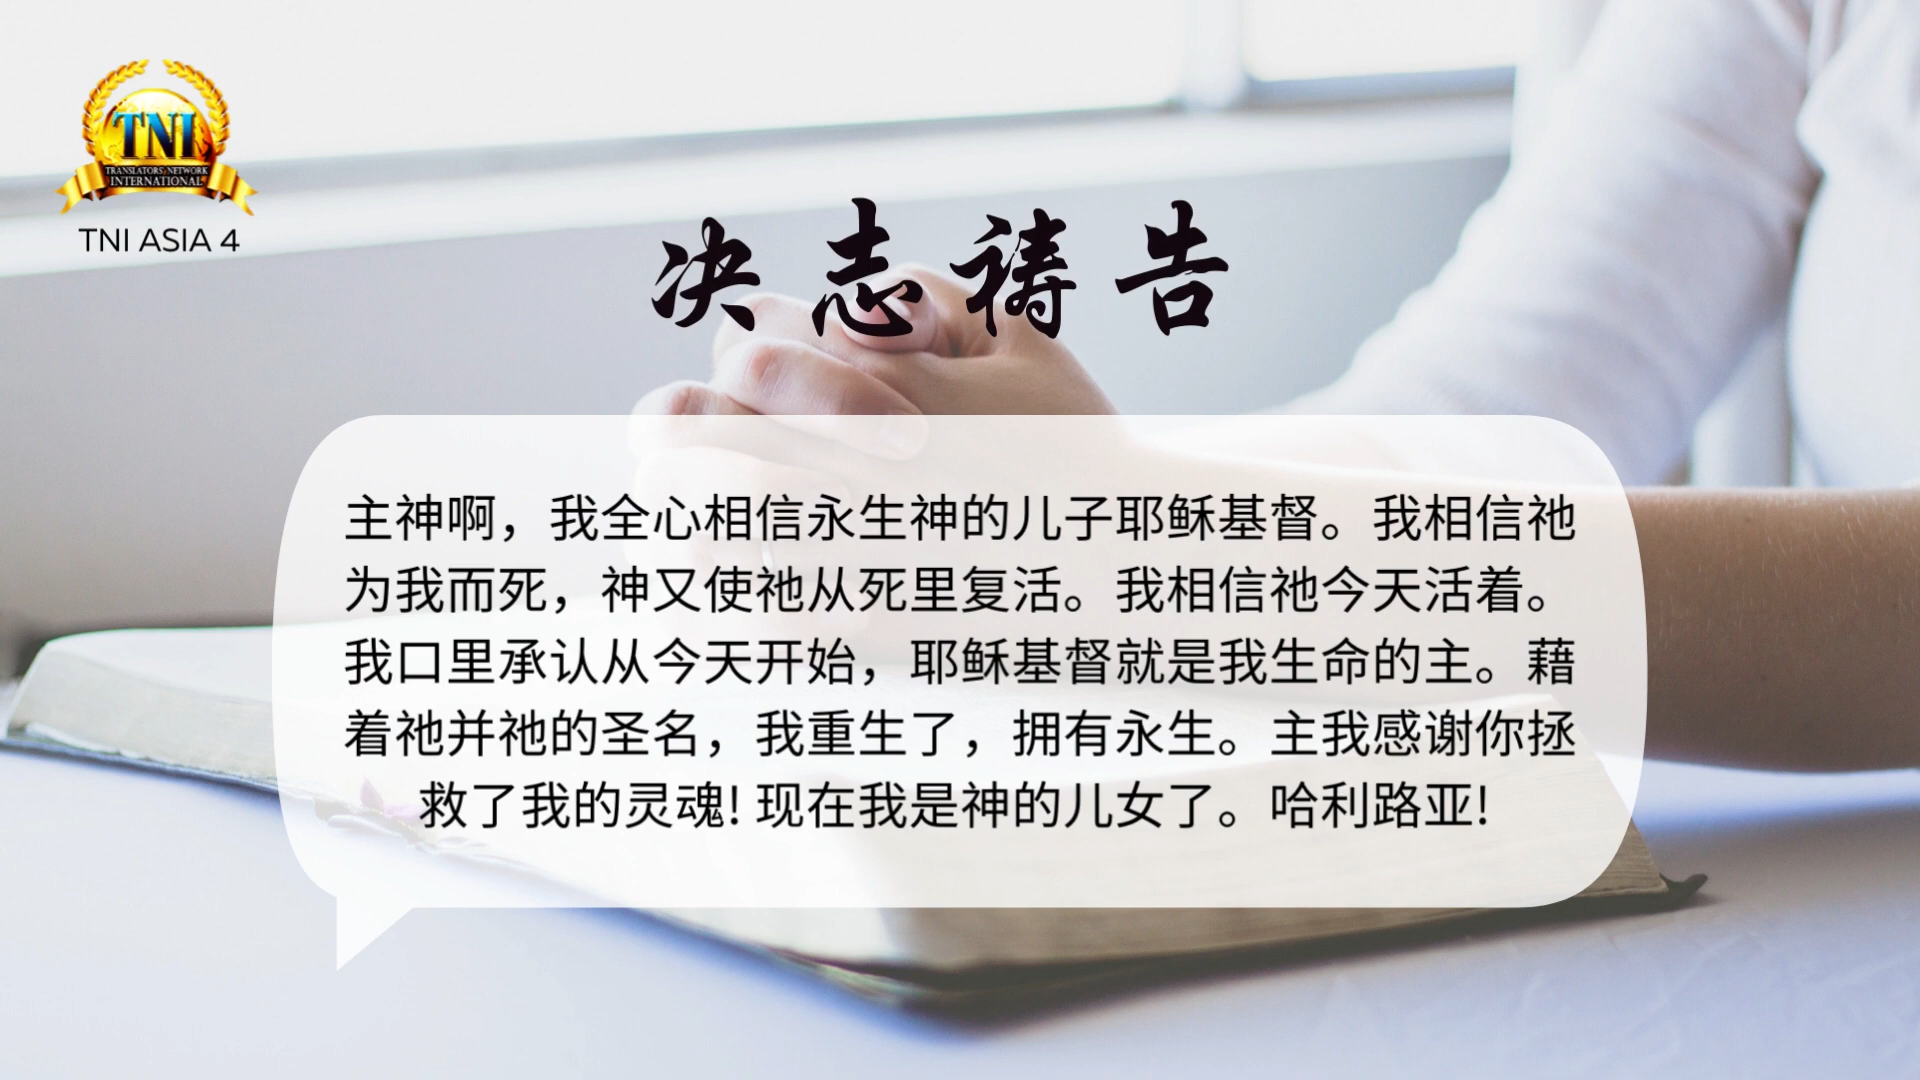 TNI
TRANSLATORS NETWORK
INTERNATIONAL
TNI ASIA 4
决志祷告
主神啊，我全心相信永生神的儿子耶稣基督。我相信祂
为我而死，神又使祂从死里复活。我相信祂今天活着。
我口里承认从今天开始，耶稣基督就是我生命的主。藉
着祂并祂的圣名，我重生了，拥有永生。主我感谢你拯
救了我的灵魂! 现在我是神的儿女了。哈利路亚!